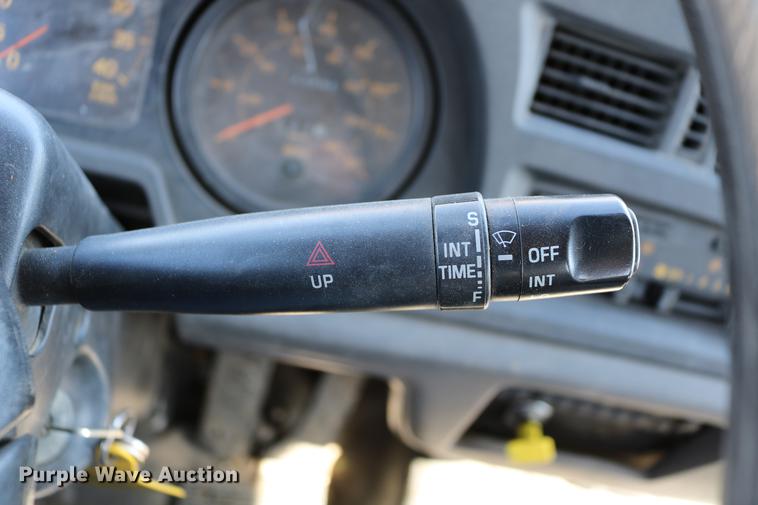 S
INT
TIME
F
UP
OFF
INT
Purple Wave Auction